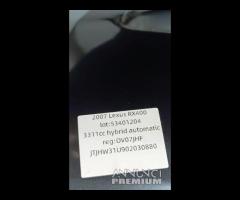 2007 Lexus RX400
lot:53401204
3311cc hybrid automatic
reg:OV07JHF
JTJHW31U902030880
ANNUNCI
PREMIUM